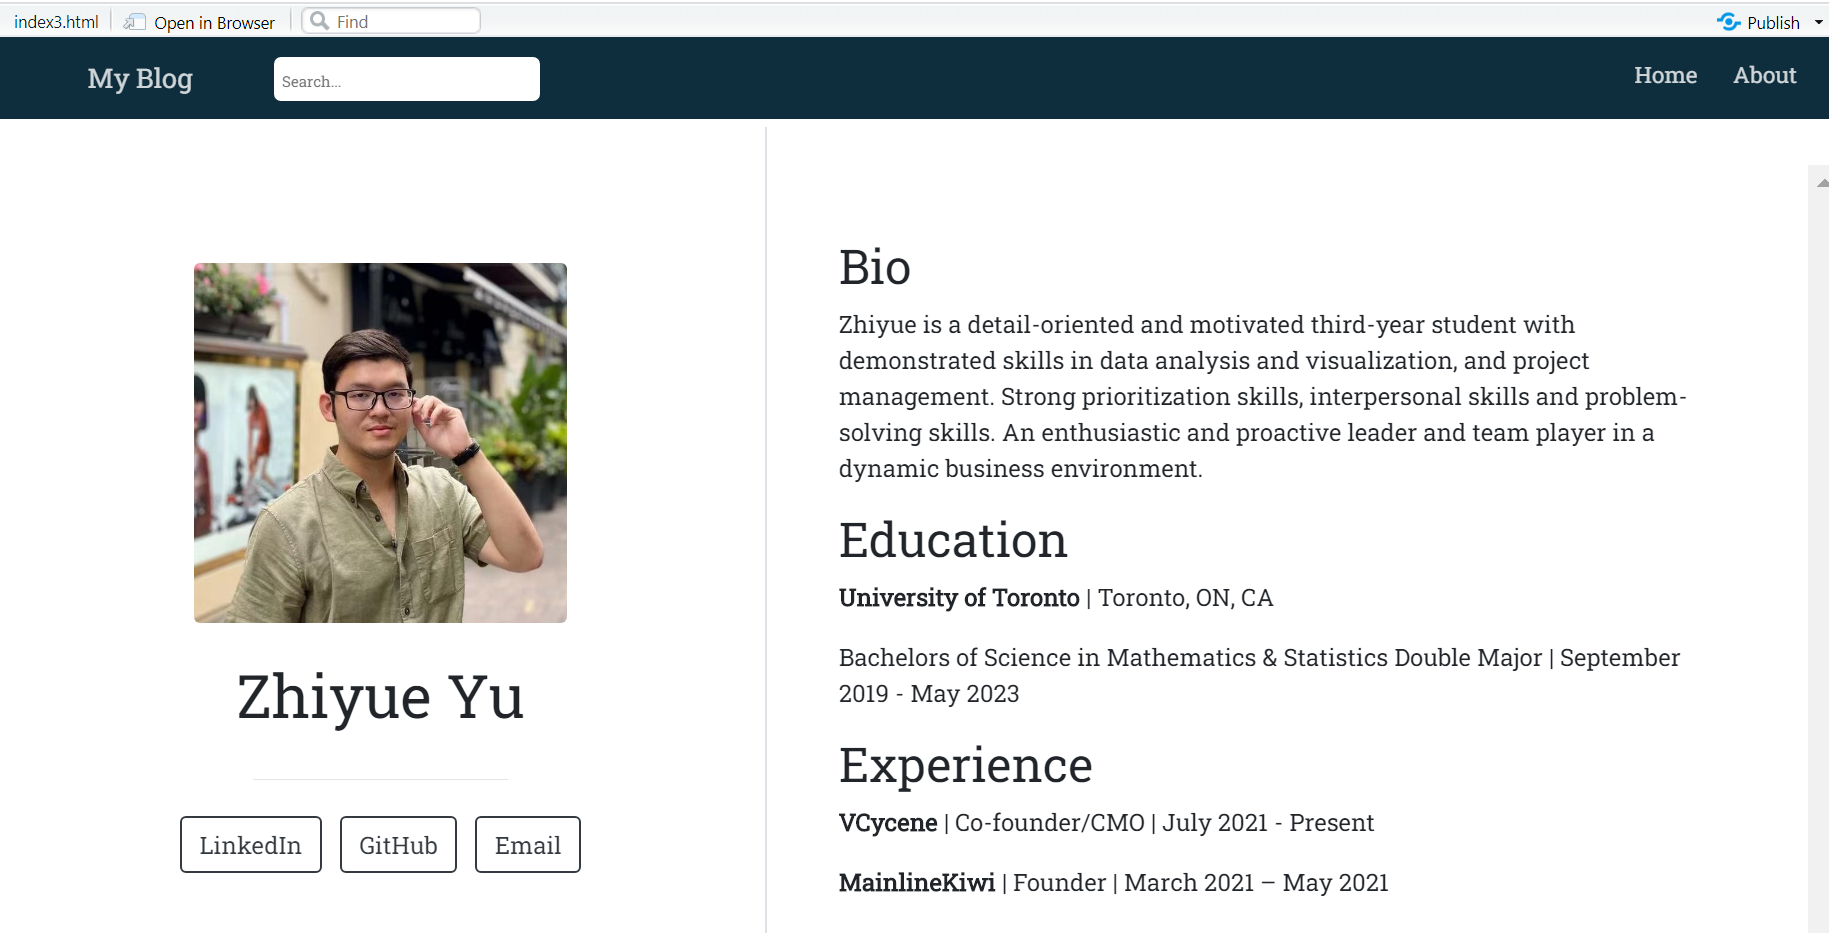 index3.html Open in Browser Find Publish
My Blog Search... Home About
Zhiyue Yu
LinkedIn GitHub Email
Bio
Zhiyue is a detail-oriented and motivated third-year student with
demonstrated skills in data analysis and visualization, and project
management. Strong prioritization skills, interpersonal skills and problem-
solving skills. An enthusiastic and proactive leader and team player in a
dynamic business environment.
Education
University of Toronto | Toronto, ON, CA
Bachelors of Science in Mathematics & Statistics Double Major | September
2019 - May 2023
Experience
VCycene | Co-founder/CMO | July 2021 - Present
MainlineKiwi | Founder | March 2021 – May 2021